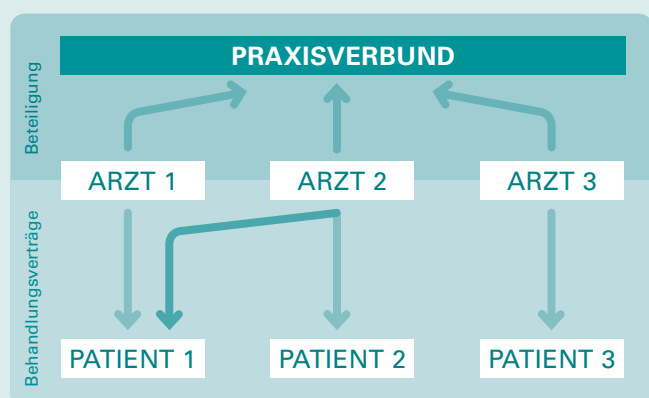 PRAXISVERBUND
Beteiligung
ARZT 1
ARZT 2
ARZT 3
Behandlungsverträge
PATIENT 1
PATIENT 2
PATIENT 3